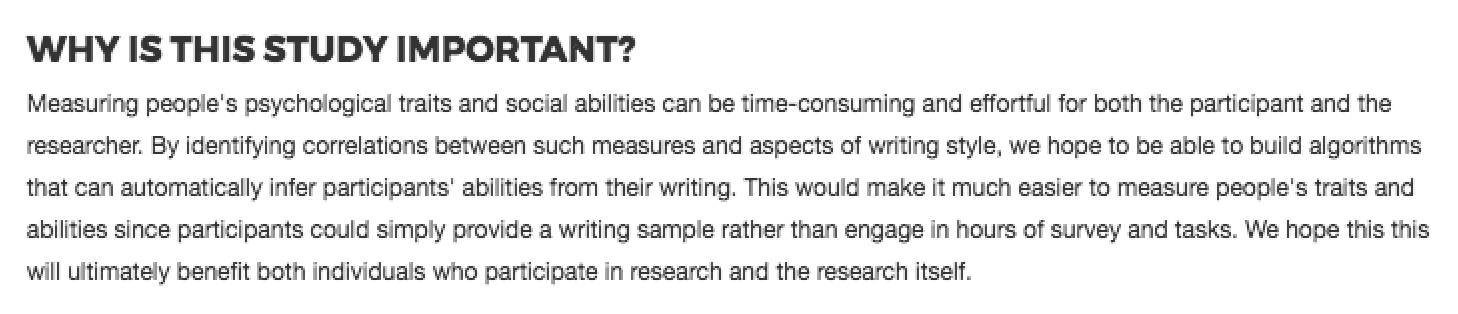 WHY IS THIS STUDY IMPORTANT?
Measuring people's psychological traits and social abilities can be time-consuming and effortful for both the participant and the
researcher. By identifying correlations between such measures and aspects of writing style, we hope to be able to build algorithms
that can automatically infer participants' abilities from their writing. This would make it much easier to measure people's traits and
abilities since participants could simply provide a writing sample rather than engage in hours of survey and tasks. We hope this this
will ultimately benefit both individuals who participate in research and the research itself.